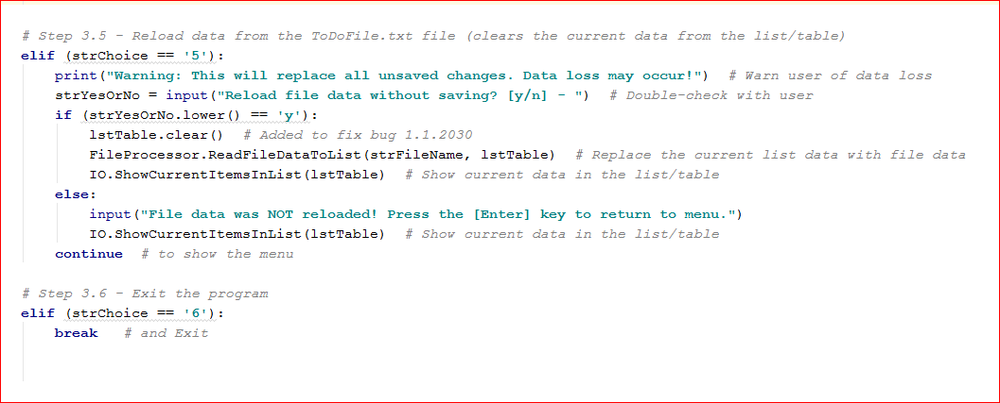 # Step 3.5 - Reload data from the ToDoFile.txt file (clears the current data from the list/table)
elif (strChoice == '5'):
    print("Warning: This will replace all unsaved changes. Data loss may occur!")  # Warn user of data loss
    strYesOrNo = input("Reload file data without saving? [y/n] - ")  # Double-check with user
    if (strYesOrNo.lower() == 'y'):
        lstTable.clear()  # Added to fix bug 1.1.2030
        FileProcessor.ReadFileDataToList(strFileName, lstTable)  # Replace the current list data with file data
        IO.ShowCurrentItemsInList(lstTable)  # Show current data in the list/table
    else:
        input("File data was NOT reloaded! Press the [Enter] key to return to menu.")
        IO.ShowCurrentItemsInList(lstTable)  # Show current data in the list/table
    continue  # to show the menu
# Step 3.6 - Exit the program
elif (strChoice == '6'):
    break   # and Exit